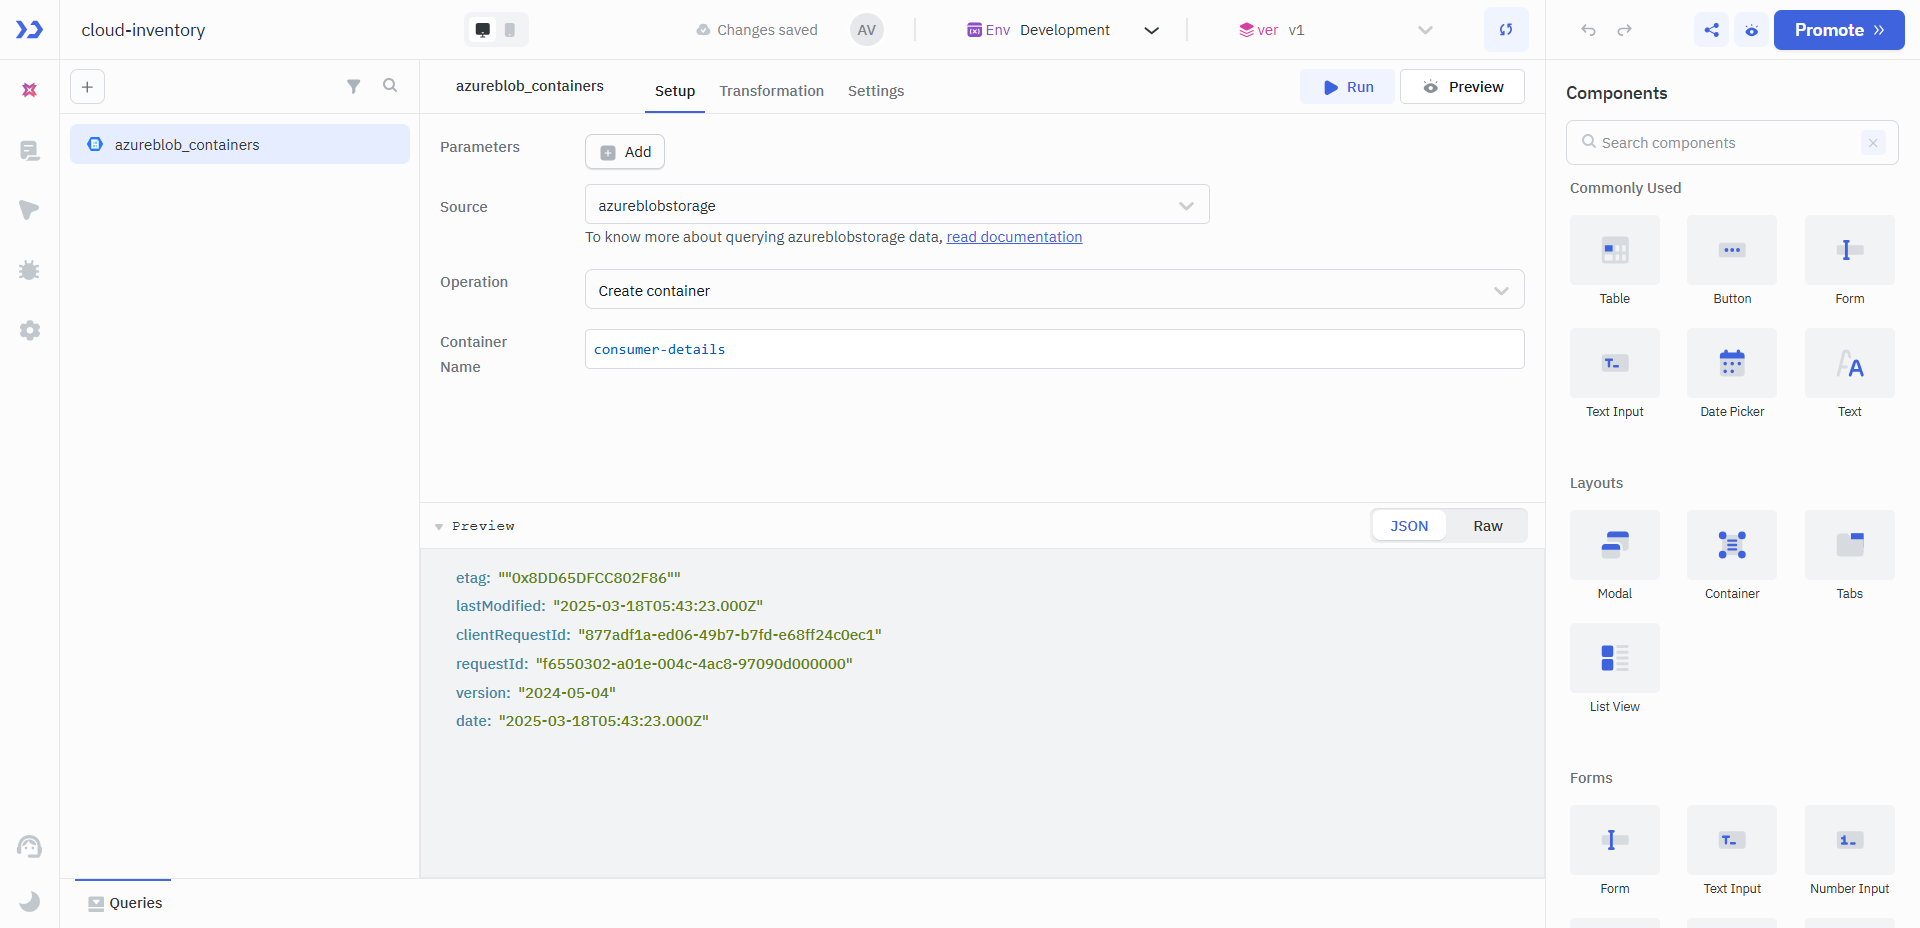 cloud-inventory
Changes saved
AV
Env Development
ver v1
Promote
azureblob_containers
azureblob_containers
Setup
Transformation
Settings
Run
Preview
Parameters
Add
Source
azureblobstorage
To know more about querying azureblobstorage data, read documentation
Operation
Create container
Container
Name
consumer-details
Preview
JSON
Raw
etag: ""0x8DD65DFCC802F86""
lastModified: "2025-03-18T05:43:23.000Z"
clientRequestId: "877adf1a-ed06-49b7-b7fd-e68ff24c0ec1"
requestId: "f6550302-a01e-004c-4ac8-97090d000000"
version: "2024-05-04"
date: "2025-03-18T05:43:23.000Z"
Queries
Components
Search components
Commonly Used
Table
Button
Form
Text Input
Date Picker
Text
Layouts
Modal
Container
Tabs
List View
Forms
Form
Text Input
Number Input